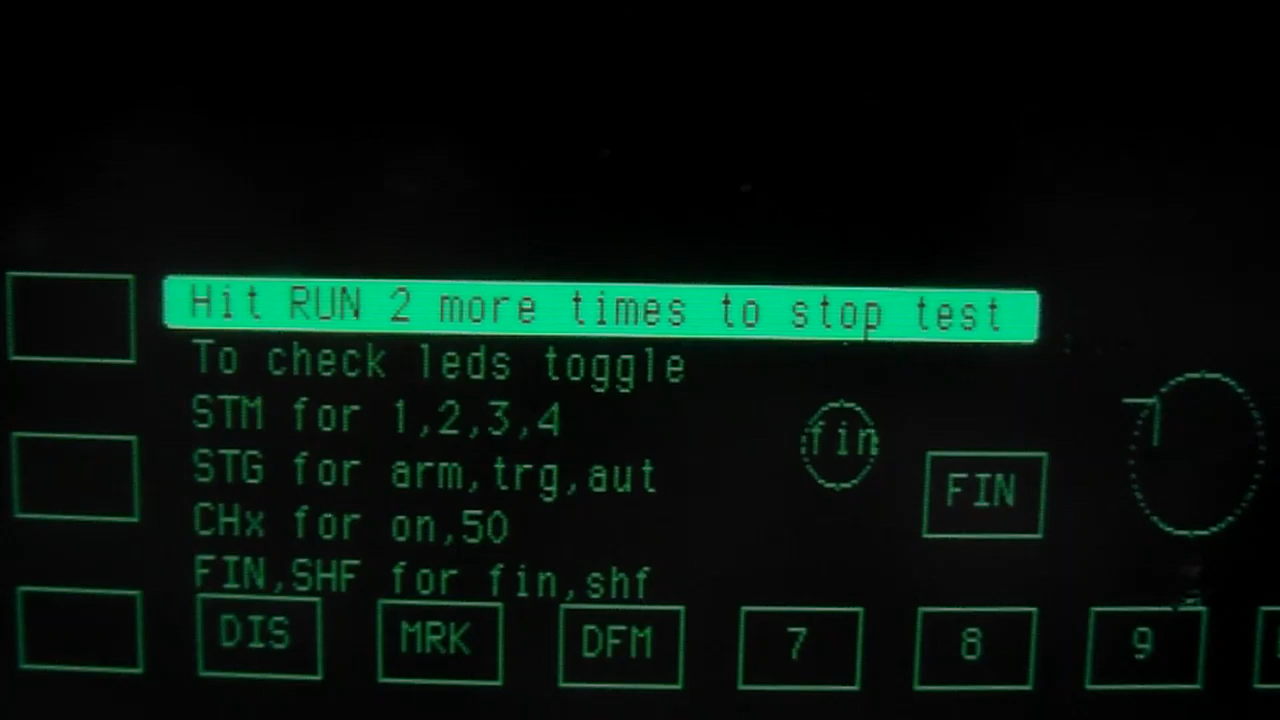 Hit RUN 2 more times to stop test
To check leds toggle
STM for 1,2,3,4
STG for arm,trg,aut
CHx for on,50
FIN,SHF for fin,shf
fin
FIN
DIS MRK DFM 7 8 9